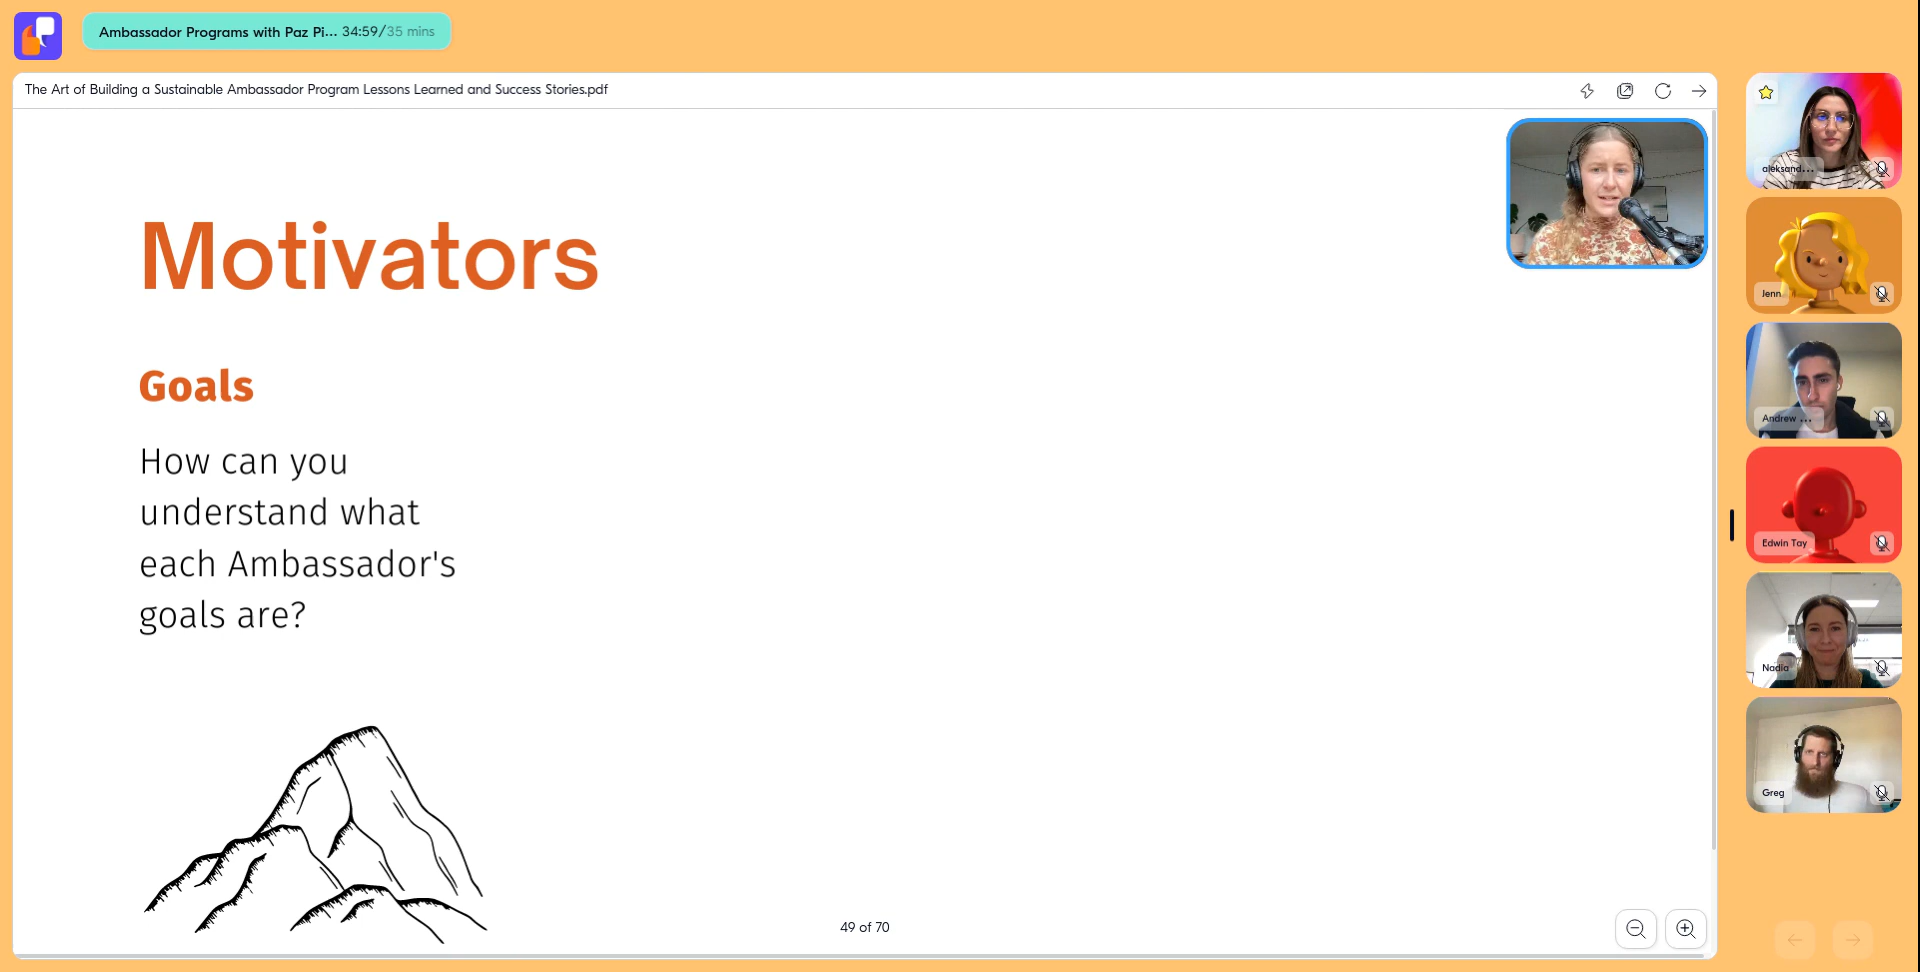 Ambassador Programs with Paz Pi... 34:59/35 mins
The Art of Building a Sustainable Ambassador Program Lessons Learned and Success Stories.pdf
Motivators
Goals
How can you
understand what
each Ambassador's
goals are?
49 of 70
aleksand...
Jenn
Andrew ...
Edwin Tay
Nadia
Greg